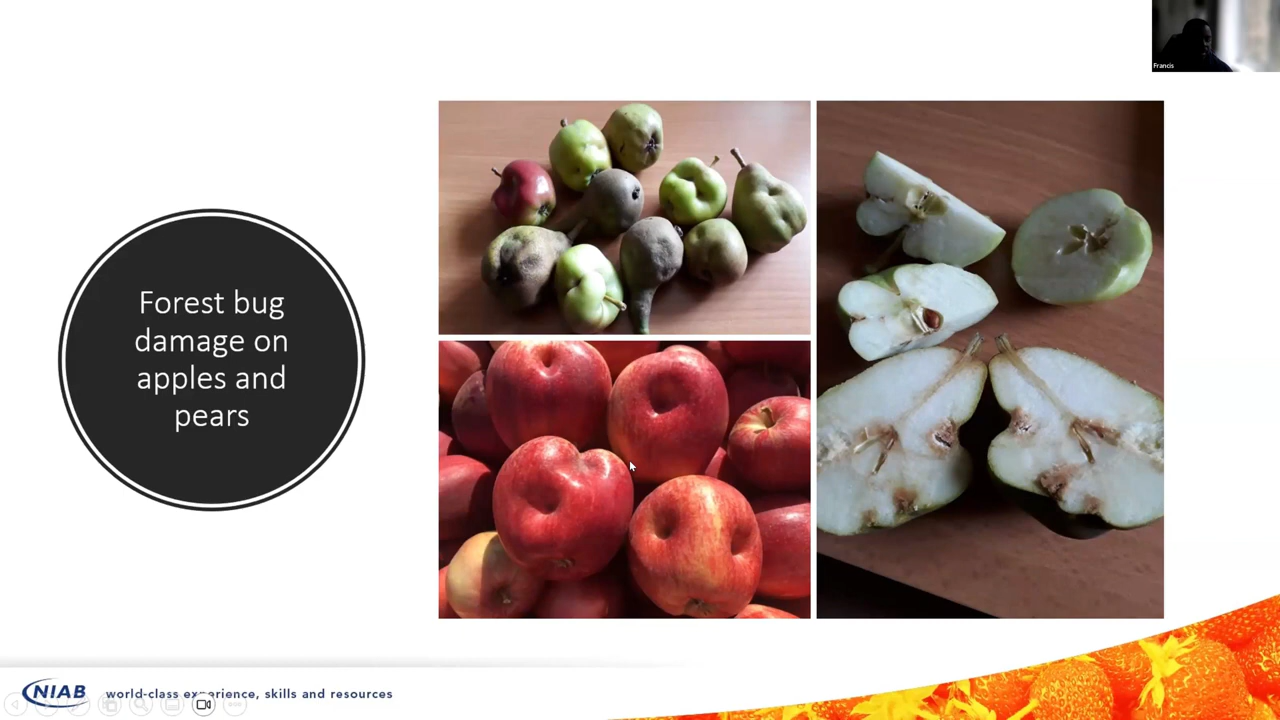 Francis
Forest bug
damage on
apples and
pears
NIAB world-class experience, skills and resources